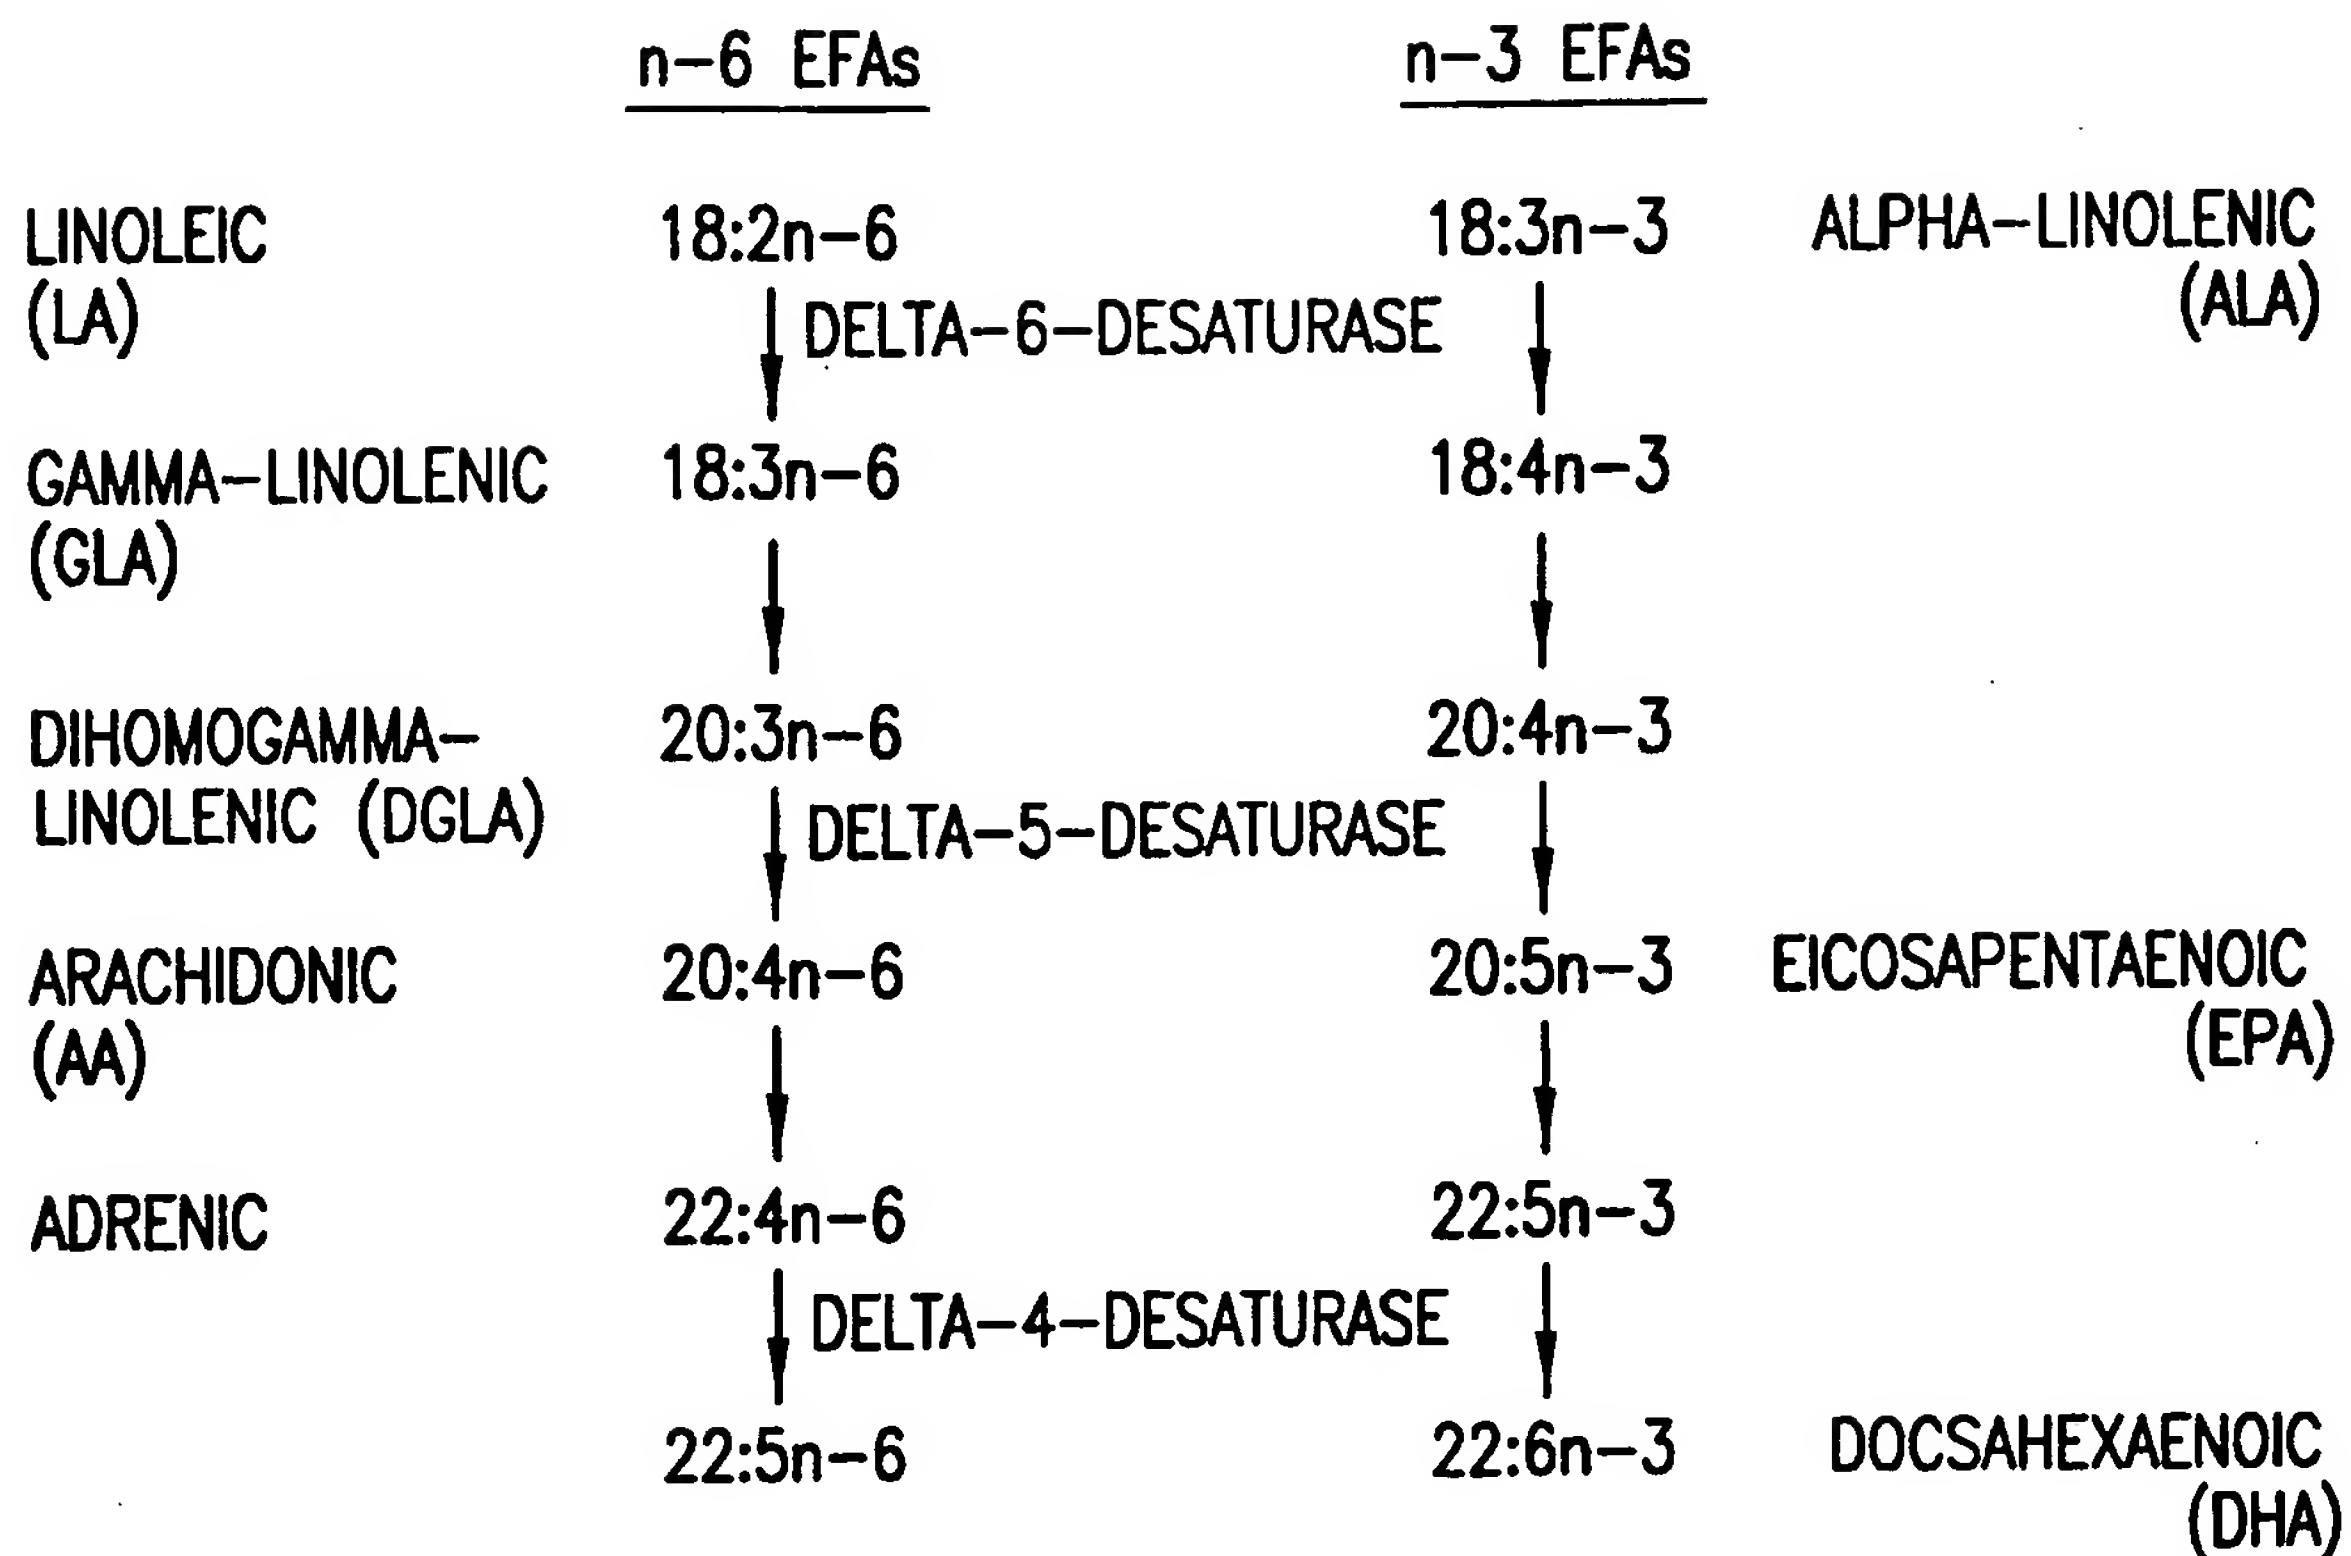 n-6 EFAs n-3 EFAs
LINOLEIC 18:2n-6 18:3n-3 ALPHA-LINOLENIC
(LA) DELTA-6-DESATURASE (ALA)
GAMMA-LINOLENIC 18:3n-6 18:4n-3
(GLA)
DIHOMOGAMMA- 20:3n-6 20:4n-3
LINOLENIC (DGLA) DELTA-5-DESATURASE
ARACHIDONIC 20:4n-6 20:5n-3 EICOSAPENTAENOIC
(AA) (EPA)
ADRENIC 22:4n-6 22:5n-3
DELTA-4-DESATURASE
22:5n-6 22:6n-3 DOCSAHEXAENOIC
(DHA)